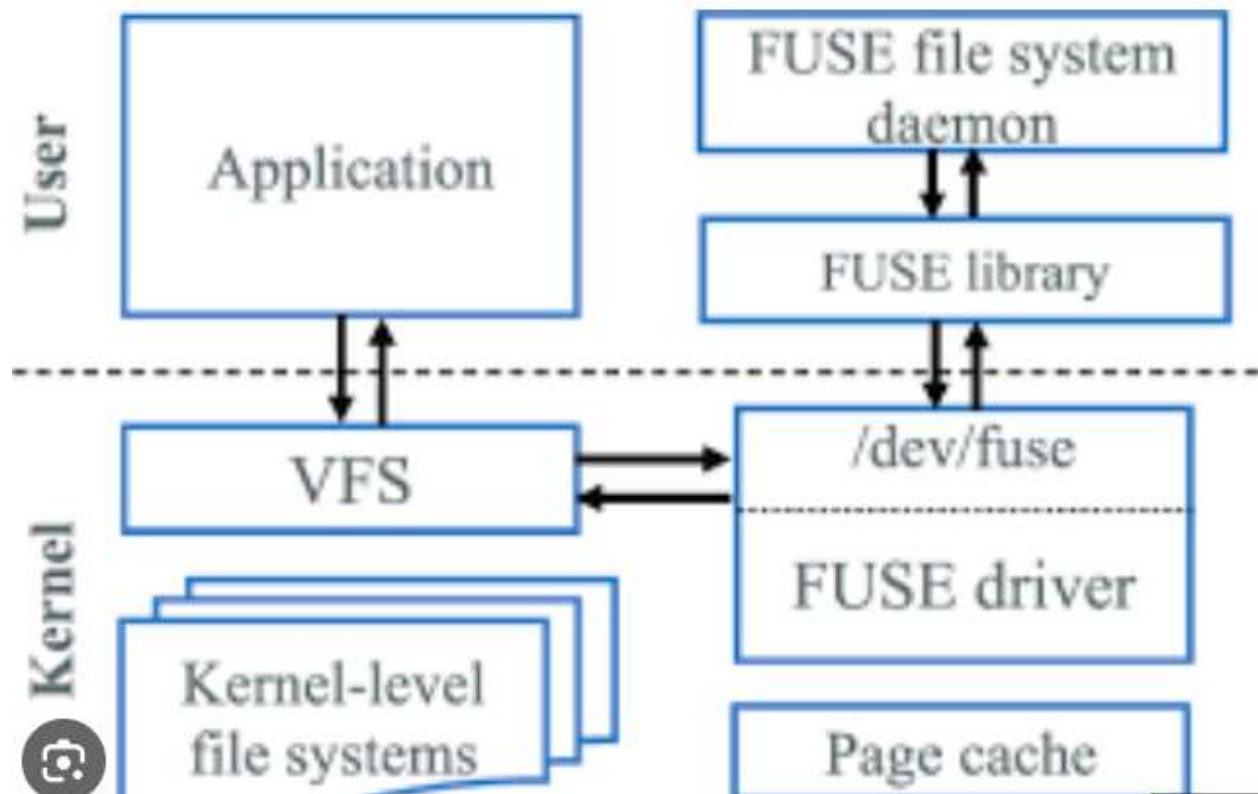 User
Application
FUSE file system
daemon
FUSE library
Kernel
VFS
/dev/fuse
FUSE driver
Kernel-level
file systems
Page cache